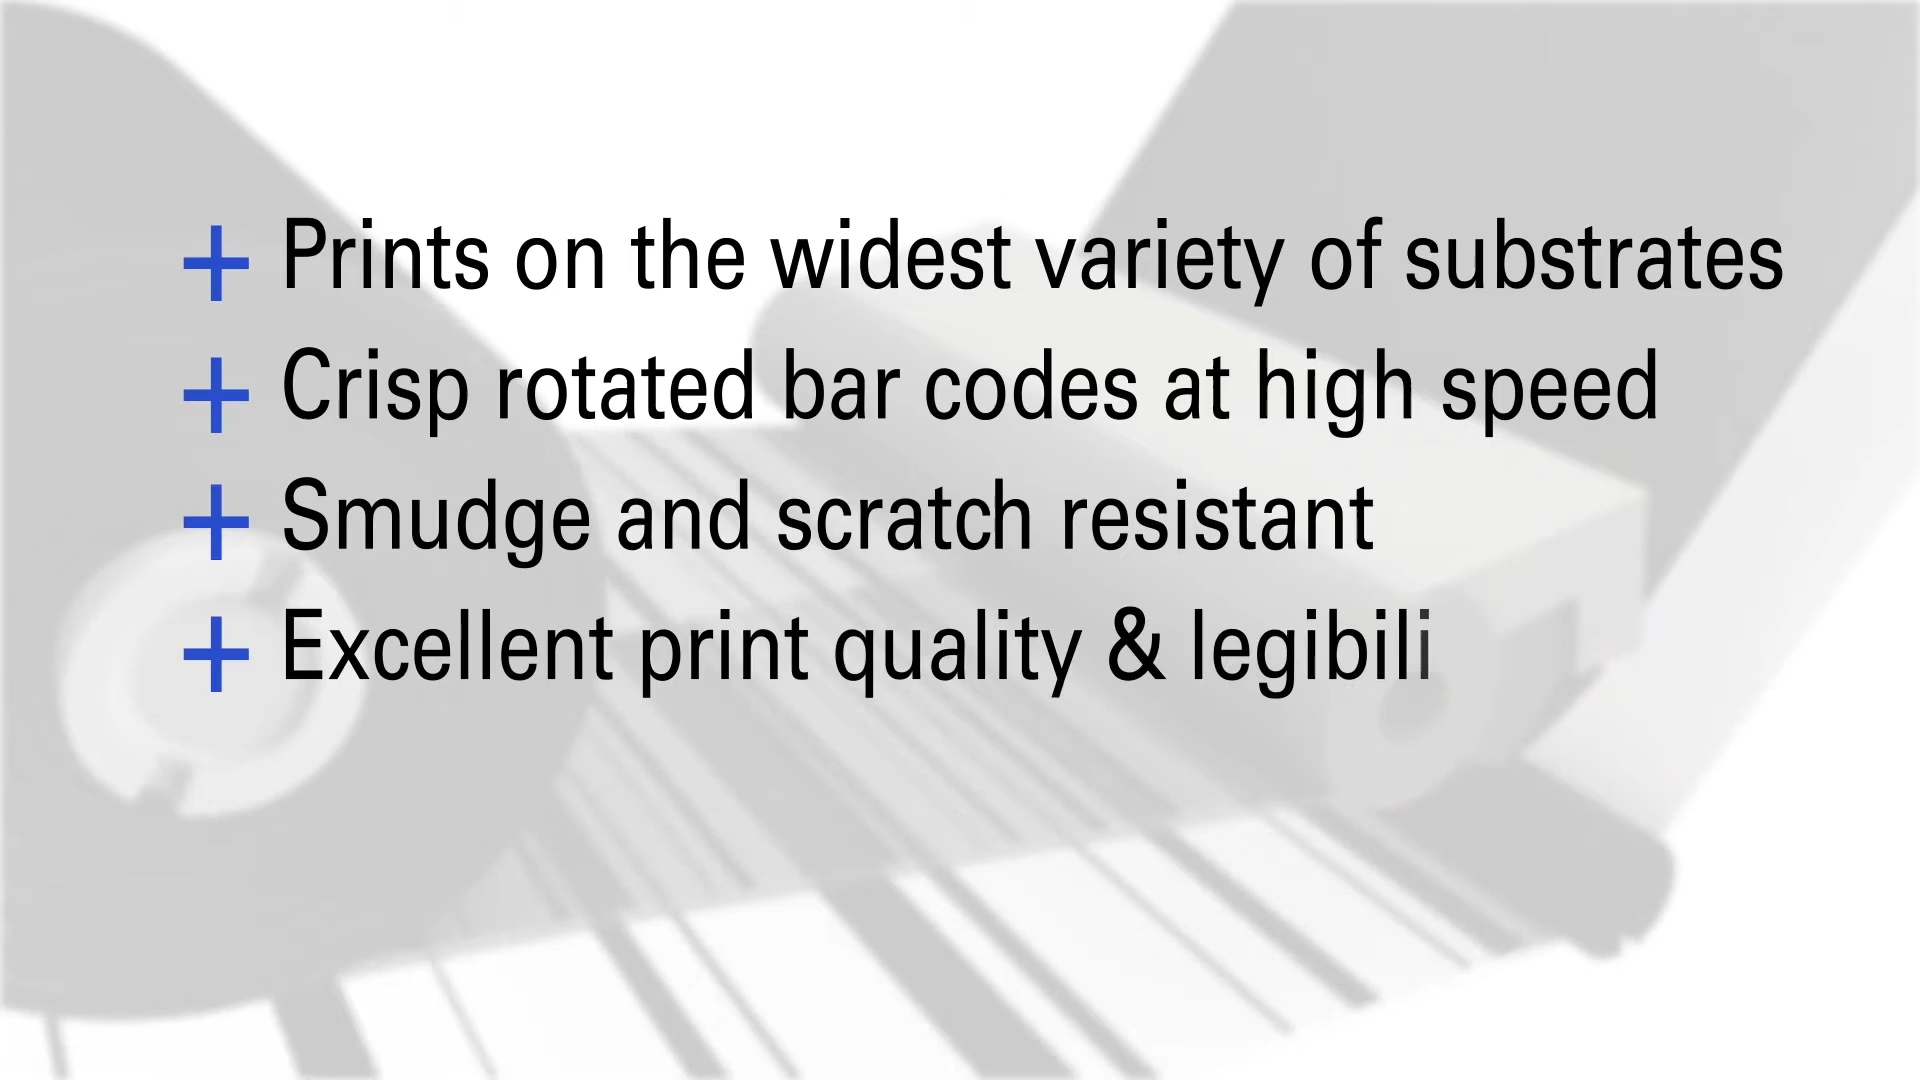 + Prints on the widest variety of substrates
+ Crisp rotated bar codes at high speed
+ Smudge and scratch resistant
+ Excellent print quality & legibili